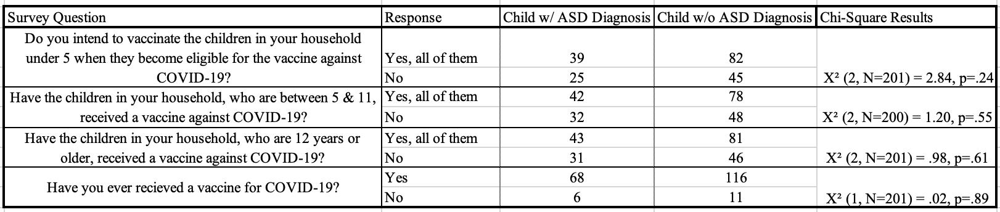 Survey Question Response Child w/ ASD Diagnosis Child w/o ASD Diagnosis Chi-Square Results
Do you intend to vaccinate the children in your household
under 5 when they become eligible for the vaccine against Yes, all of them 39 82
COVID-19? No 25 45 X² (2, N=201) = 2.84, p=.24
Have the children in your household, who are between 5 & 11, Yes, all of them 42 78
received a vaccine against COVID-19? No 32 48 X² (2, N=200) = 1.20, p=.55
Have the children in your household, who are 12 years or Yes, all of them 43 81
older, received a vaccine against COVID-19? No 31 46 X² (2, N=201) = .98, p=.61
Have you ever recieved a vaccine for COVID-19? Yes 68 116
No 6 11 X² (1, N=201) = .02, p=.89